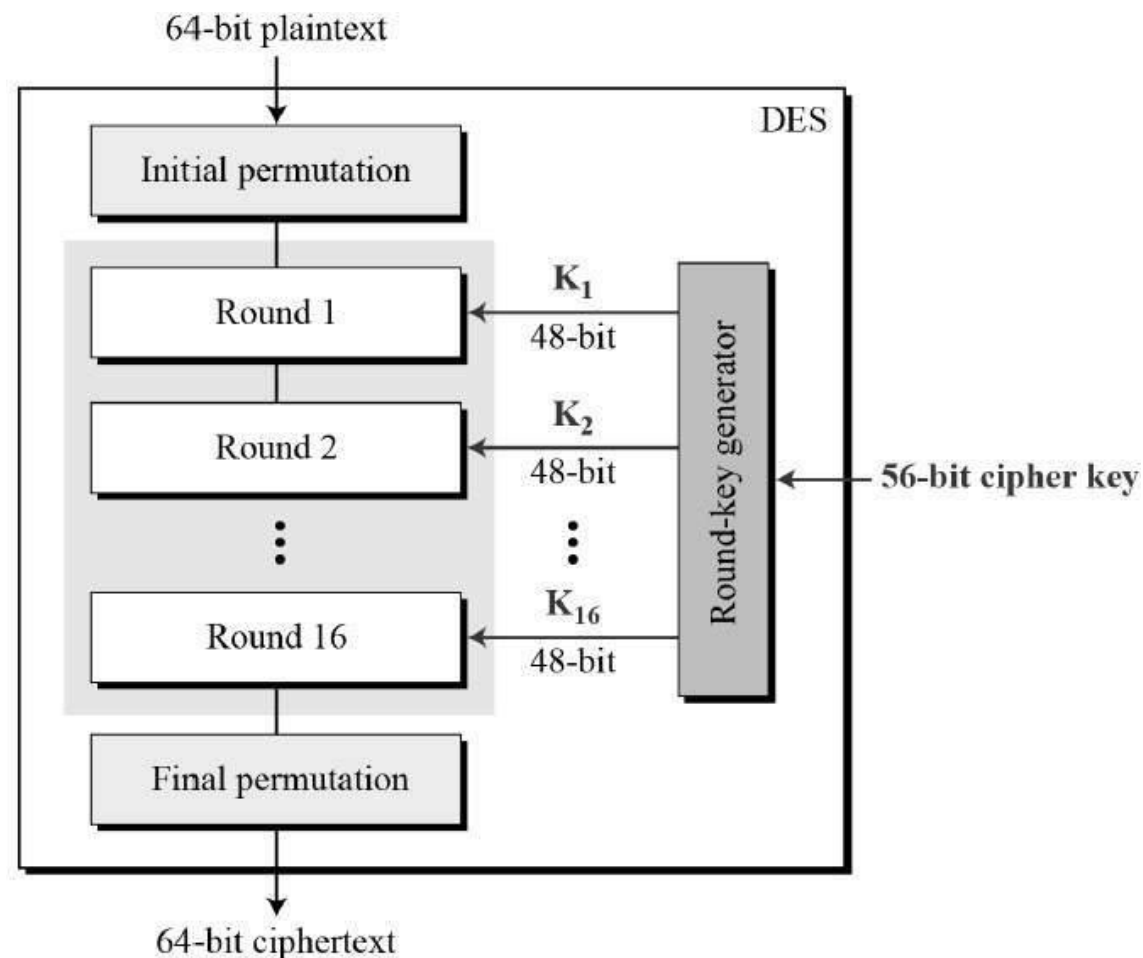 64-bit plaintext
DES
Initial permutation
Round 1
K1
48-bit
Round 2
K2
48-bit
Round-key generator
56-bit cipher key
Round 16
K16
48-bit
Final permutation
64-bit ciphertext